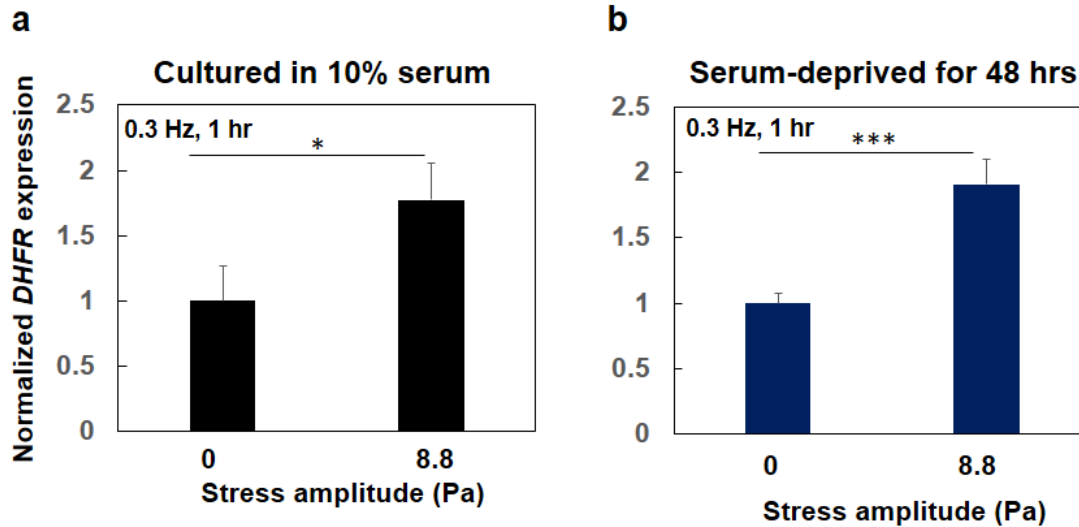 a
Cultured in 10% serum
Normalized DHFR expression
2.5
2
1.5
1
0.5
0
0.3 Hz, 1 hr
*
0
8.8
Stress amplitude (Pa)
b
Serum-deprived for 48 hrs
2.5
2
1.5
1
0.5
0
0.3 Hz, 1 hr
***
0
8.8
Stress amplitude (Pa)